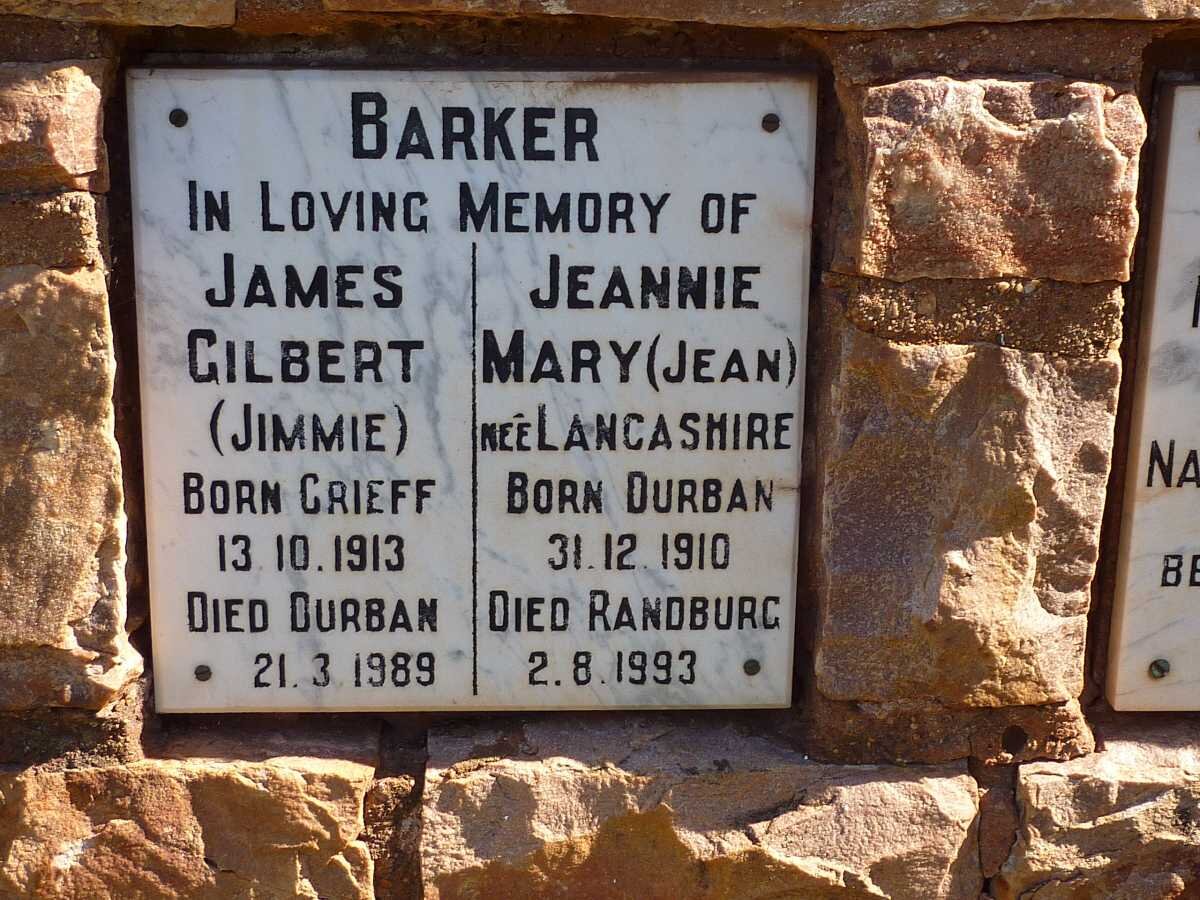 BARKER
IN LOVING MEMORY OF
JAMES
GILBERT
(JIMMIE)
BORN CRIEFF
13.10.1913
DIED DURBAN
21.3.1989
JEANNIE
MARY (JEAN)
NÉE LANCASHIRE
BORN DURBAN
31.12.1910
DIED RANDBURG
2.8.1993